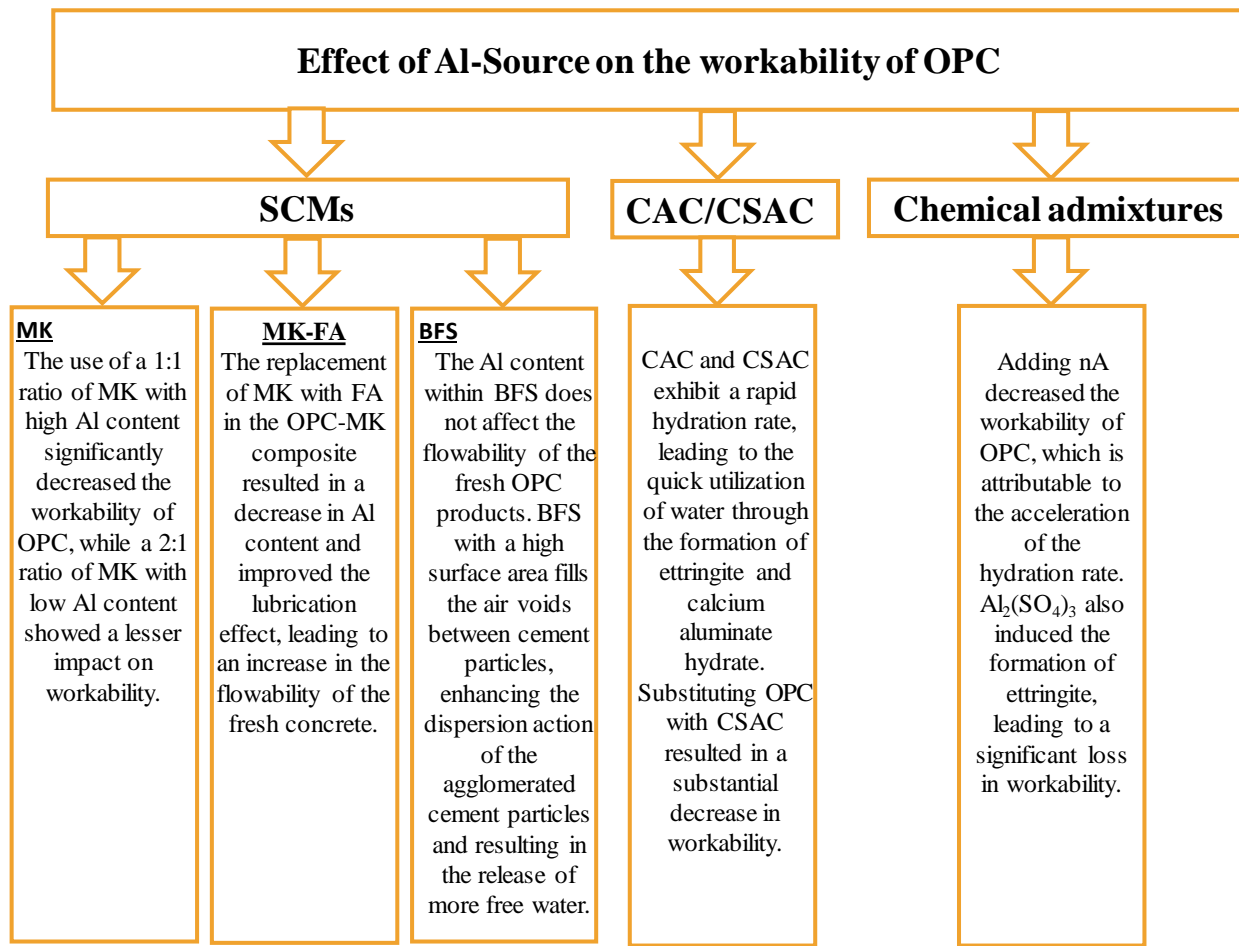 Effect of Al-Source on the workability of OPC
SCMs
CAC/CSAC
Chemical admixtures
MK
The use of a 1:1
ratio of MK with
high Al content
significantly
decreased the
workability of
OPC, while a 2:1
ratio of MK with
low Al content
showed a lesser
impact on
workability.
MK-FA
The replacement
of MK with FA
in the OPC-MK
composite
resulted in a
decrease in Al
content and
improved the
lubrication
effect, leading to
an increase in the
flowability of the
fresh concrete.
BFS
The Al content
within BFS does
not affect the
flowability of the
fresh OPC
products. BFS
with a high
surface area fills
the air voids
between cement
particles,
enhancing the
dispersion action
of the
agglomerated
cement particles
and resulting in
the release of
more free water.
CAC and CSAC
exhibit a rapid
hydration rate,
leading to the
quick utilization
of water through
the formation of
ettringite and
calcium
aluminate
hydrate.
Substituting OPC
with CSAC
resulted in a
substantial
decrease in
workability.
Adding nA
decreased the
workability of
OPC, which is
attributable to
the acceleration
of the
hydration rate.
Al₂(SO₄)₃ also
induced the
formation of
ettringite,
leading to a
significant loss
in workability.